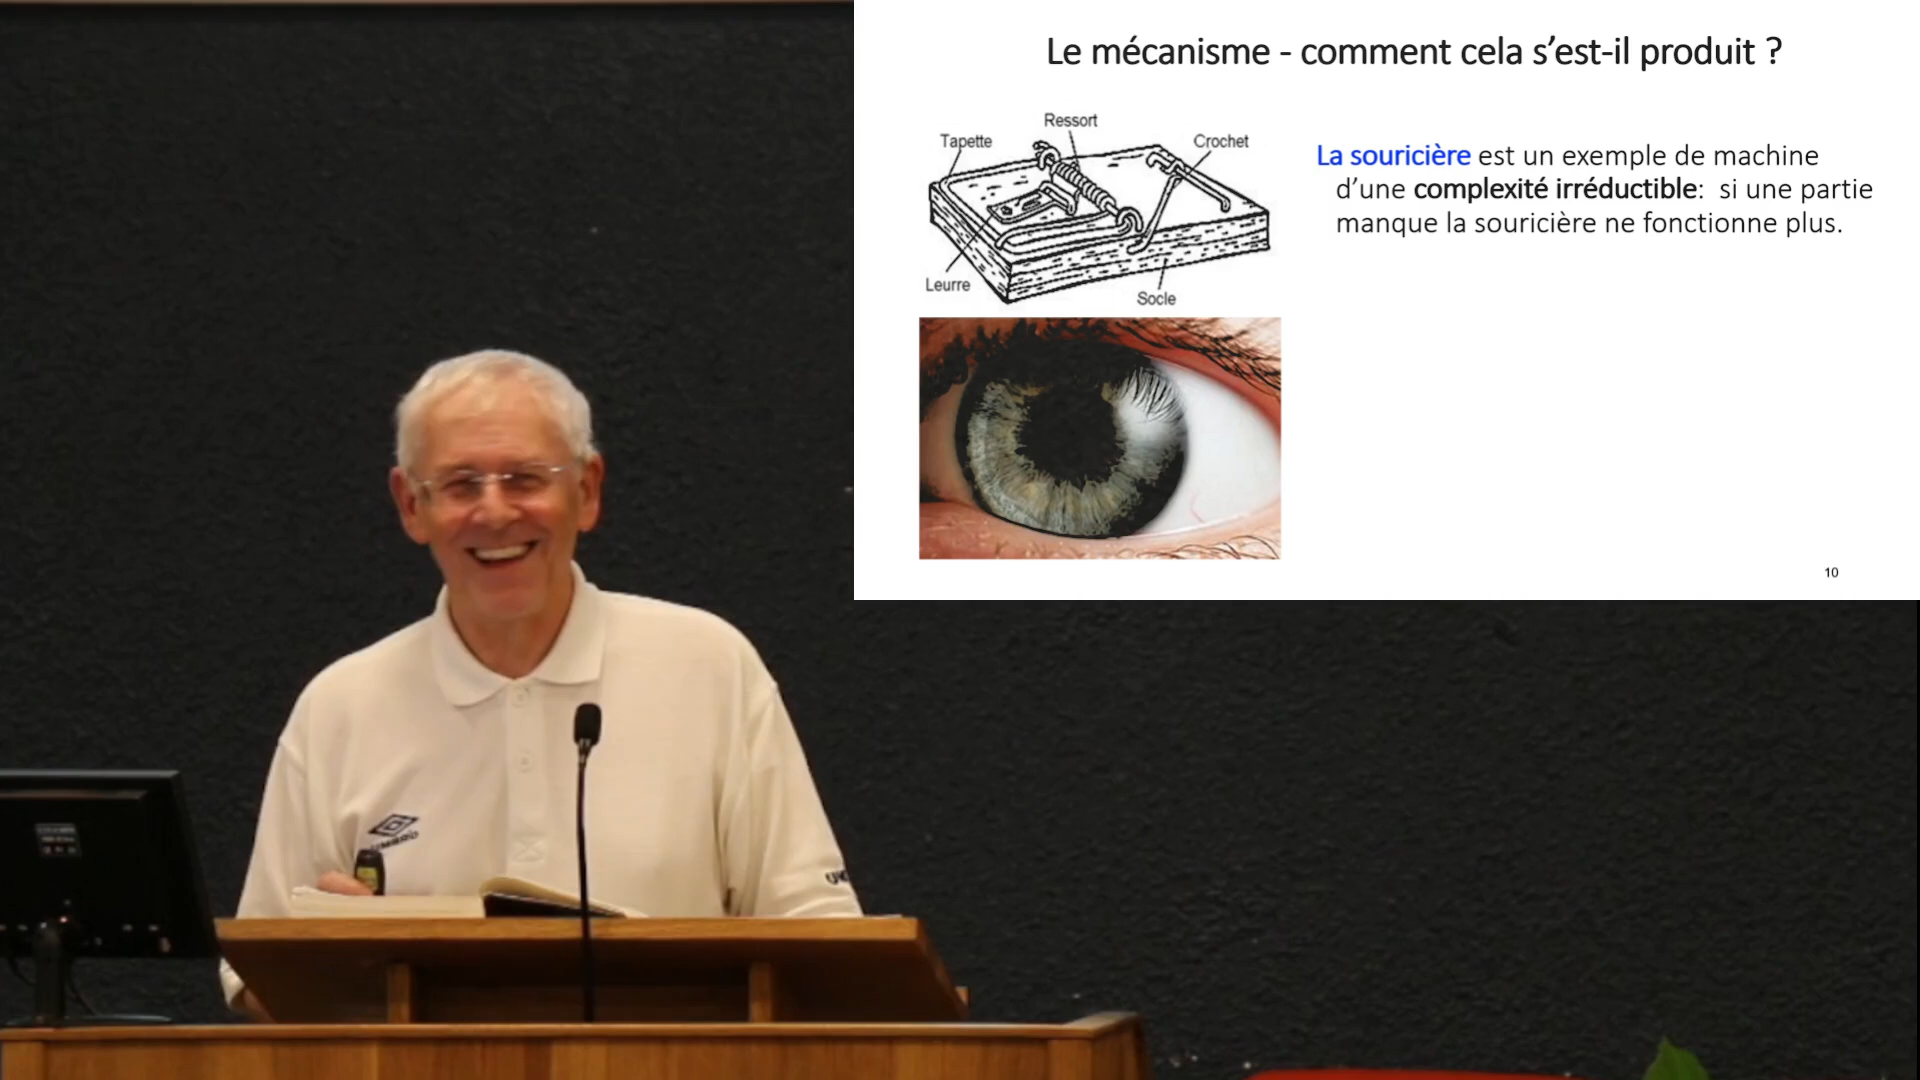 Le mécanisme - comment cela s’est-il produit ?
Ressort
Tapette
Crochet
Leurre
Socle
La souricière est un exemple de machine
d’une complexité irréductible:  si une partie
manque la souricière ne fonctionne plus.
10
UMBRO